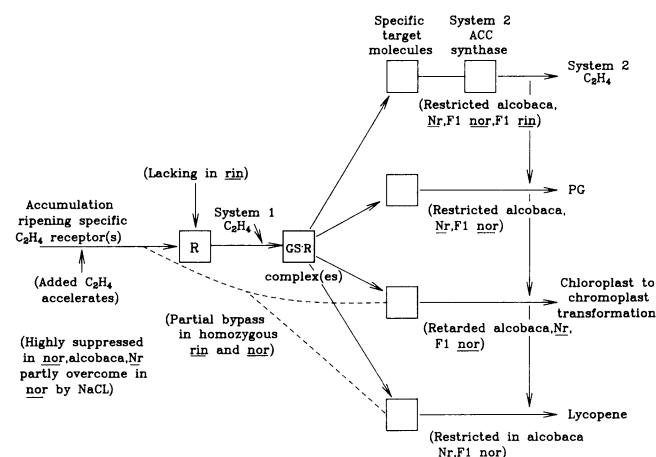 Specific
target
molecules
System 2
ACC
synthase
System 2
C₂H₄
(Restricted alcobaca,
Nr,F1 nor,F1 rin)
(Lacking in rin)
PG
(Restricted alcobaca,
Nr,F1 nor)
Accumulation
ripening specific
C₂H₄ receptor(s)
R
System 1
C₂H₄
GS·R
complex(es)
(Added C₂H₄
accelerates)
Chloroplast to
chromoplast
transformation
(Retarded alcobaca,Nr,
F1 nor)
(Partial bypass
in homozygous
rin and nor)
(Highly suppressed
in nor,alcobaca,Nr
partly overcome in
nor by NaCL)
Lycopene
(Restricted in alcobaca
Nr,F1 nor)